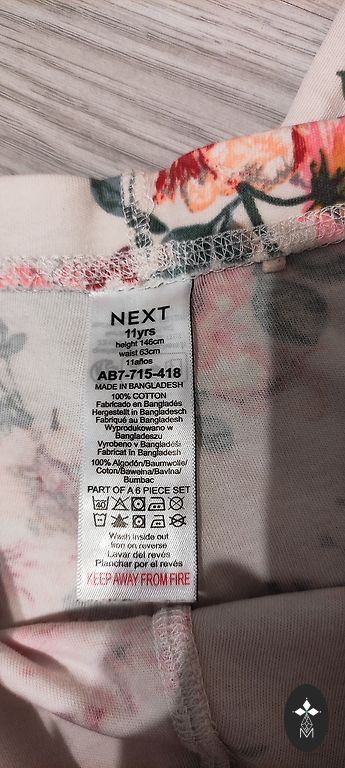 NEXT
11yrs
height 146cm
waist 63cm
11años
AB7-715-418
MADE IN BANGLADESH
100% COTTON
Fabricado en Bangladés
Hergestellt in Bangladesch
Fabriqué au Bangladesh
Wyprodukowano w
Bangladeszu
Vyrobeno v Bangladéši
Fabricat în Bangladesh
100% Algodón/Baumwolle/
Coton/Bawełna/Bavlna/
Bumbac
PART OF A 6 PIECE SET
40
Wash inside out
Iron on reverse
Lavar del revés
Planchar por el revés
KEEP AWAY FROM FIRE
M